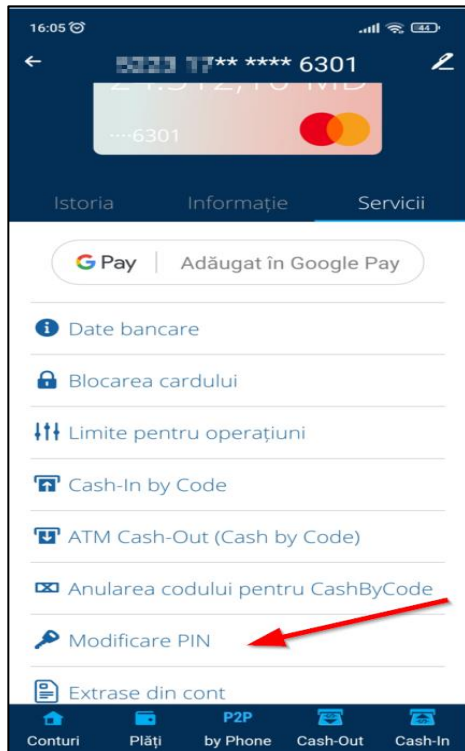 16:05
44
17** **** 6301
····6301
Istoria Informație Servicii
G Pay | Adăugat în Google Pay
Date bancare
Blocarea cardului
Limite pentru operațiuni
Cash-In by Code
ATM Cash-Out (Cash by Code)
Anularea codului pentru CashByCode
Modificare PIN
Extrase din cont
P2P
Conturi Plăți by Phone Cash-Out Cash-In